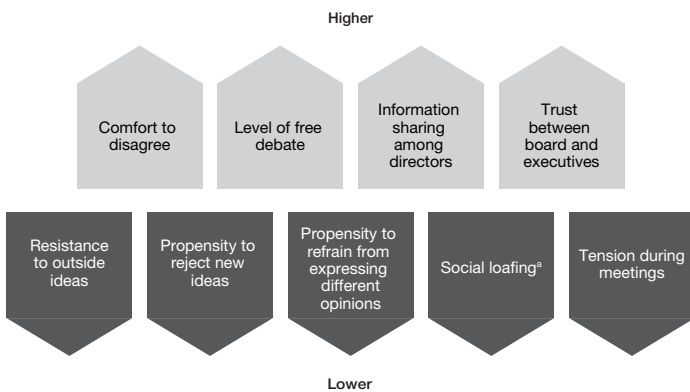 Higher
Comfort to
disagree
Level of free
debate
Information
sharing
among
directors
Trust
between
board and
executives
Resistance
to outside
ideas
Propensity to
reject new
ideas
Propensity to
refrain from
expressing
different
opinions
Social loafingᵃ
Tension during
meetings
Lower